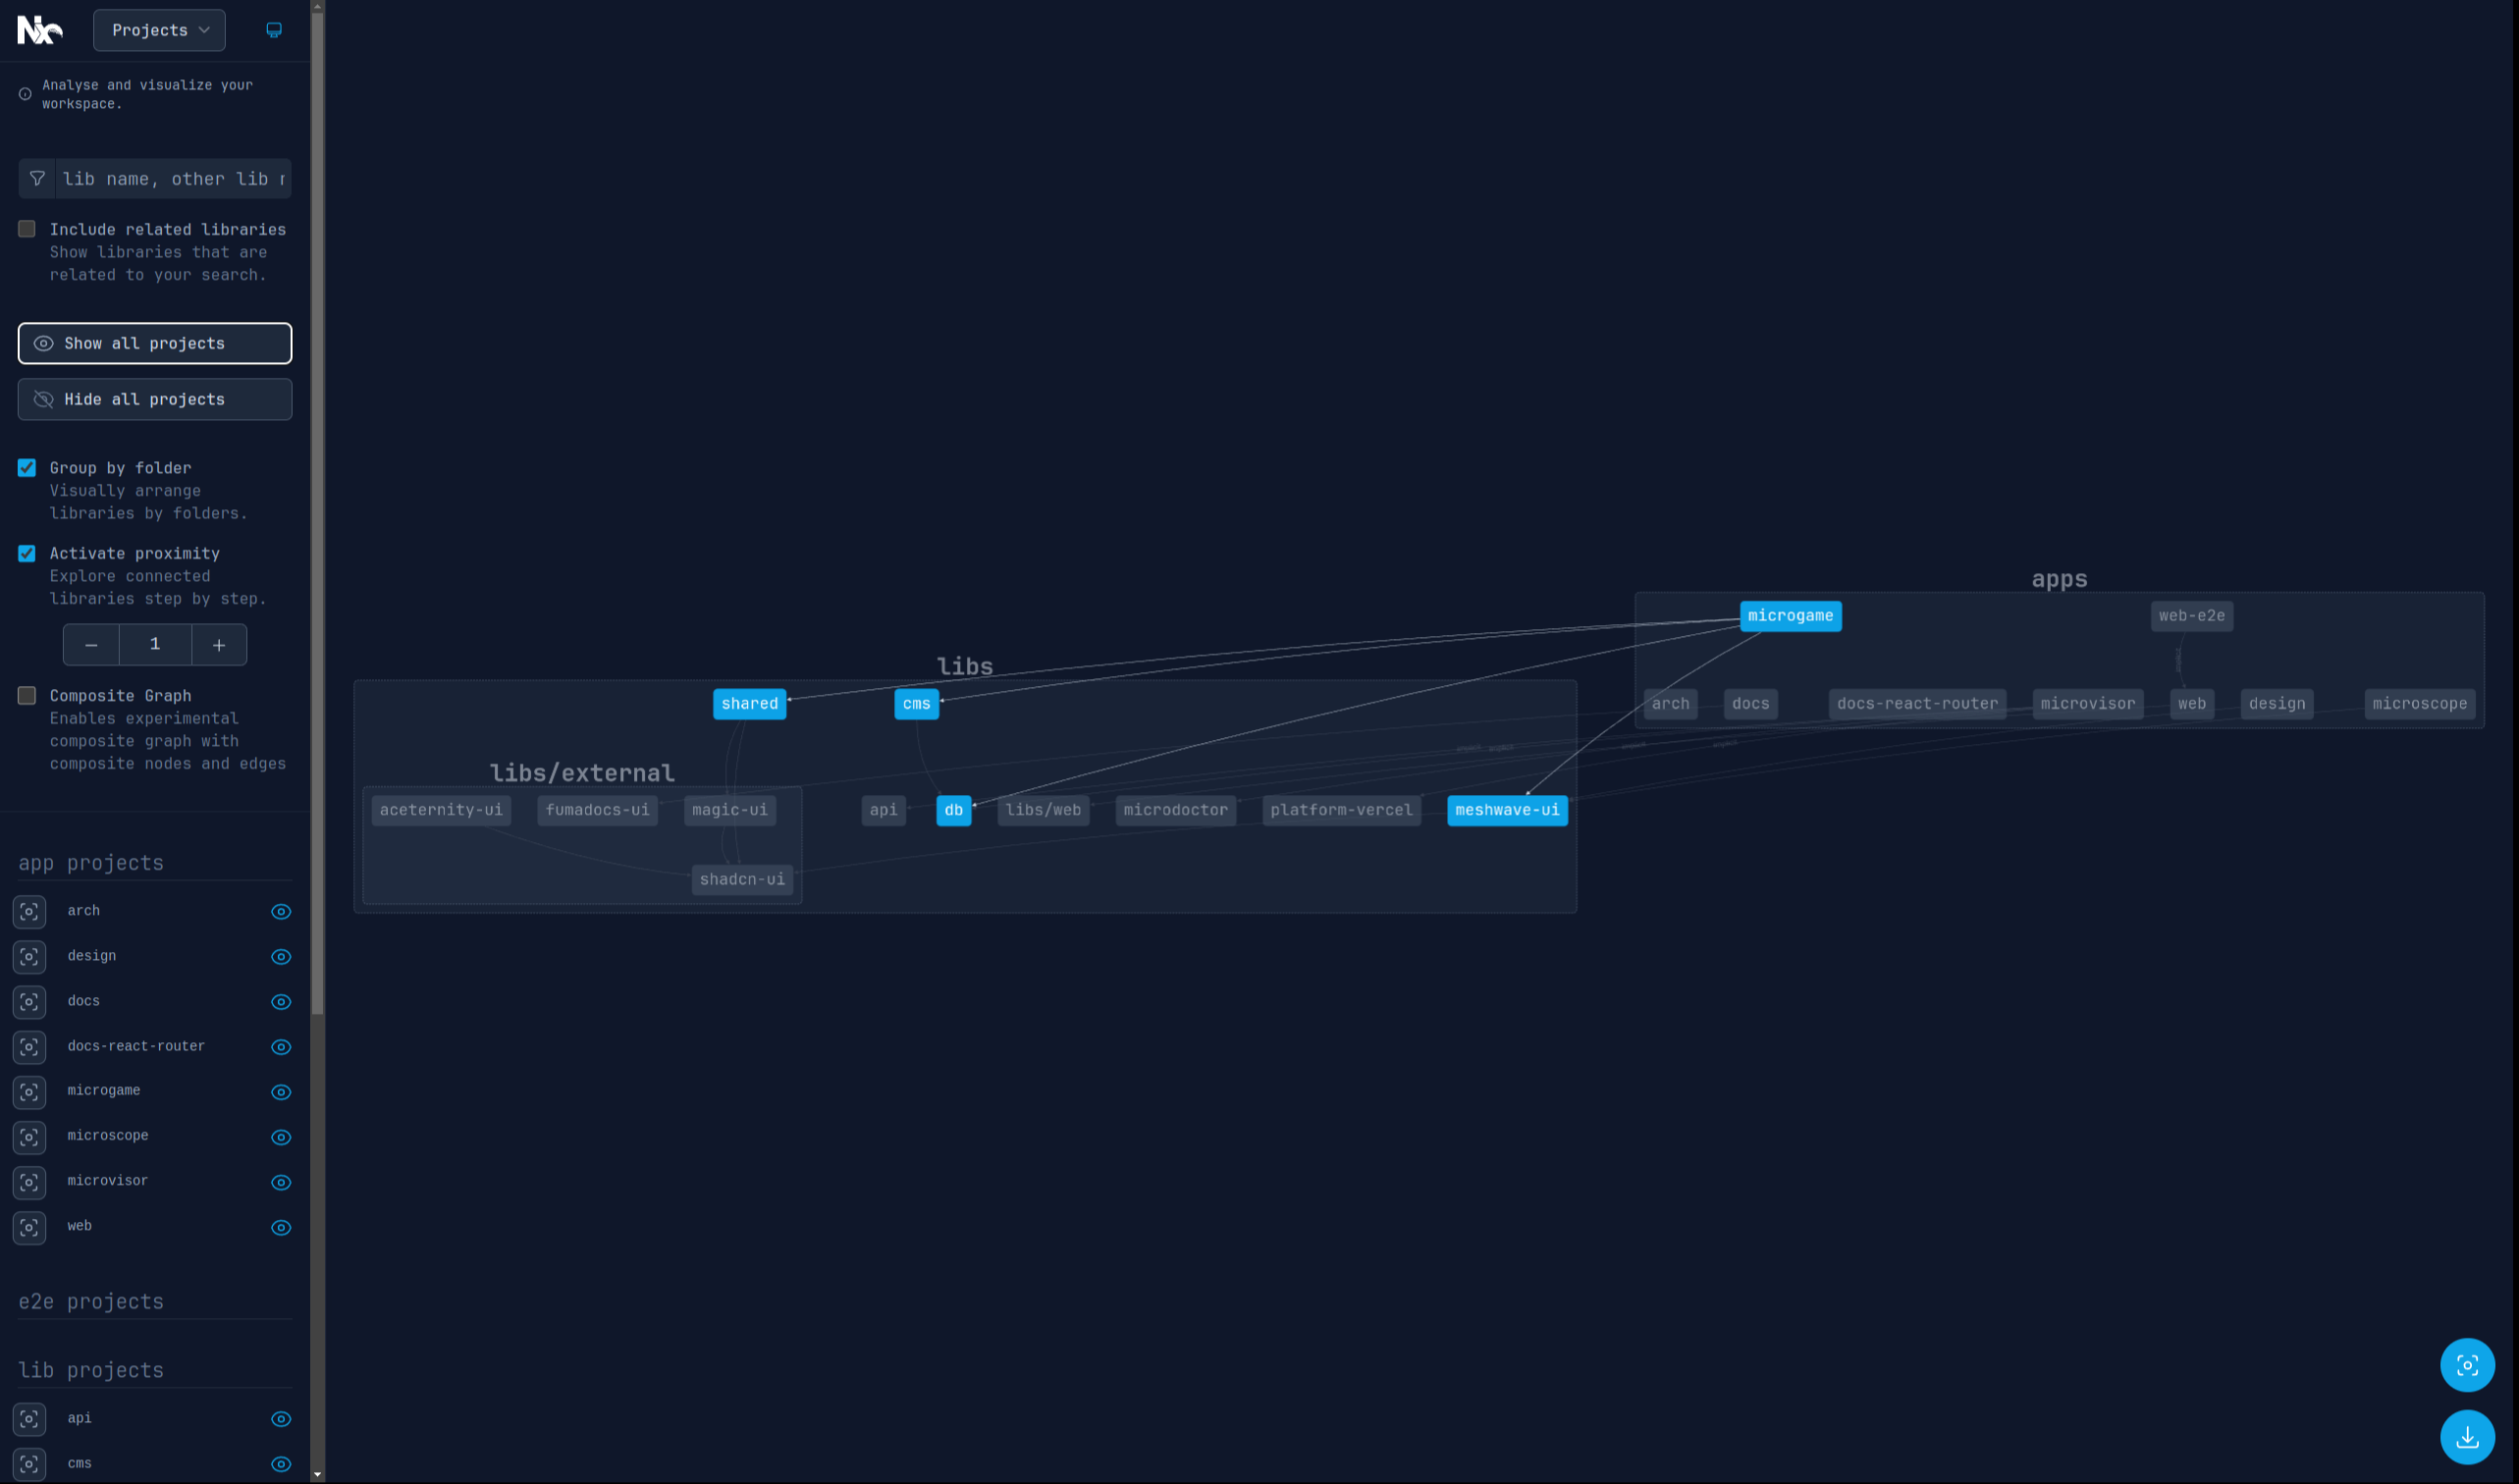 Nx
Projects
Analyse and visualize your
workspace.
lib name, other lib
Include related libraries
Show libraries that are
related to your search.
Show all projects
Hide all projects
Group by folder
Visually arrange
libraries by folders.
Activate proximity
Explore connected
libraries step by step.
1
Composite Graph
Enables experimental
composite graph with
composite nodes and edges
app projects
arch
design
docs
docs-react-router
microgame
microscope
microvisor
web
e2e projects
lib projects
api
cms
apps
microgame
web-e2e
arch
docs
docs-react-router
microvisor
web
design
microscope
libs
shared
cms
libs/external
aceternity-ui
fumadocs-ui
magic-ui
api
db
libs/web
microdoctor
platform-vercel
meshwave-ui
shadcn-ui